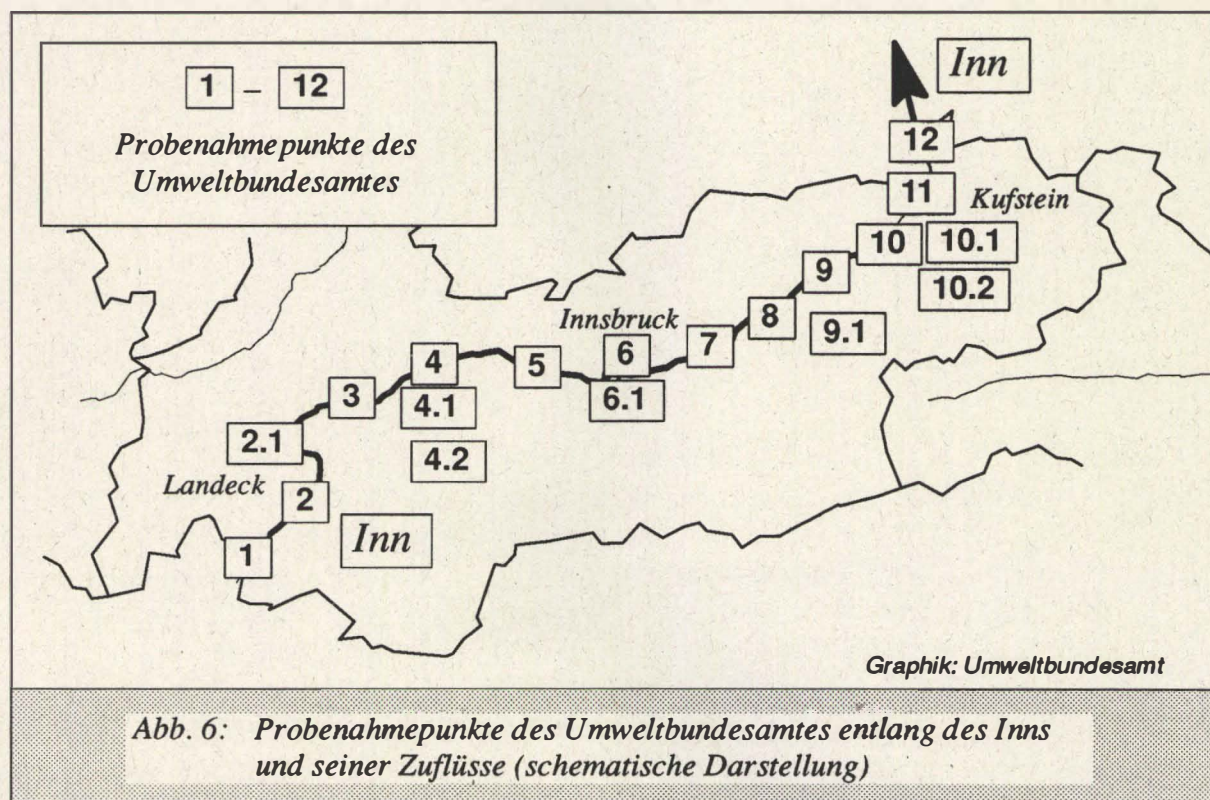 1 – 12
Probenahmepunkte des
Umweltbundesamtes
Inn
12
11
Kufstein
10
10.1
9
10.2
8
9.1
Innsbruck
7
6
5
6.1
4
3
4.1
2.1
4.2
Landeck
2
Inn
1
Graphik: Umweltbundesamt
Abb. 6: Probenahmepunkte des Umweltbundesamtes entlang des Inns
und seiner Zuflüsse (schematische Darstellung)